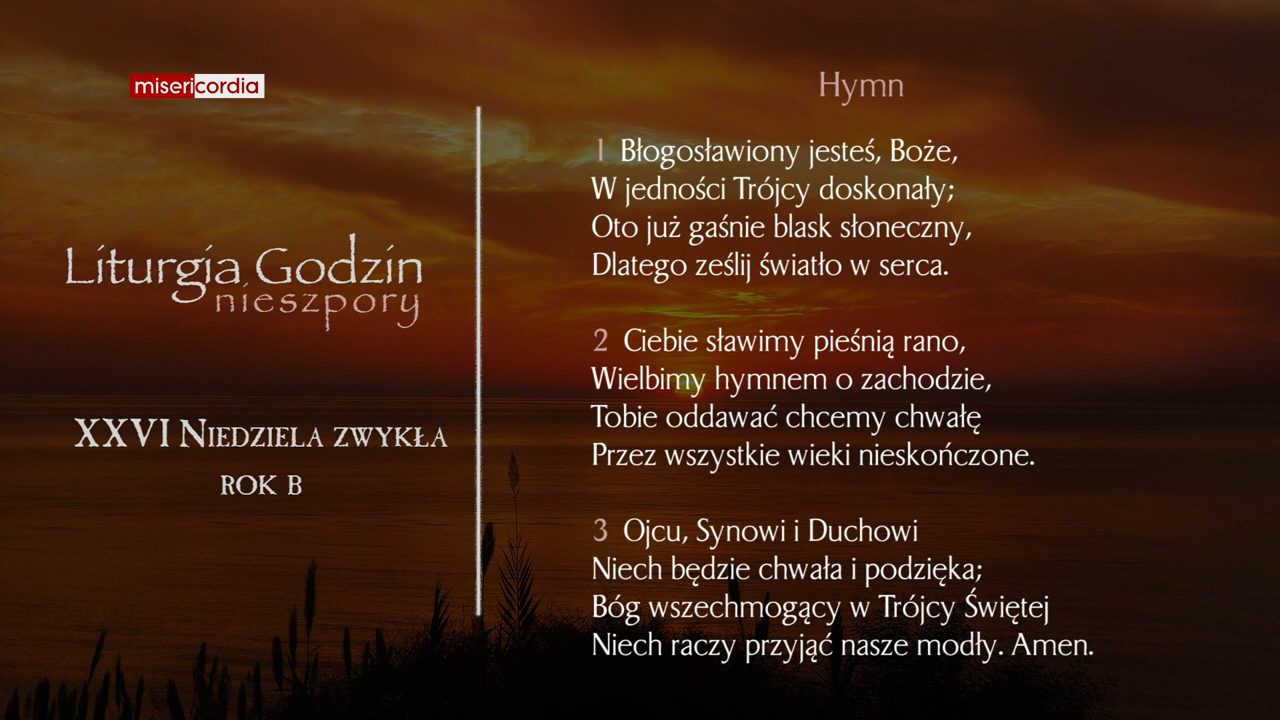 misericordia
Liturgia Godzin
nieszpory
XXVI Niedziela zwykła
rok B
Hymn
1 Błogosławiony jesteś, Boże,
W jedności Trójcy doskonały;
Oto już gaśnie blask słoneczny,
Dlatego ześlij światło w serca.
2 Ciebie sławimy pieśnią rano,
Wielbimy hymnem o zachodzie,
Tobie oddawać chcemy chwałę
Przez wszystkie wieki nieskończone.
3 Ojcu, Synowi i Duchowi
Niech będzie chwała i podzięka;
Bóg wszechmogący w Trójcy Świętej
Niech raczy przyjąć nasze modły. Amen.